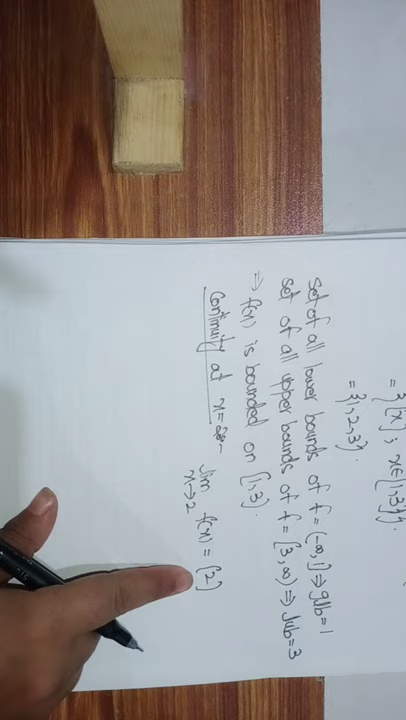 = {[x] ; x∈[1,3]}.
= {1,2,3}.
Set of all lower bounds of f = (-∞,1] ⇒ glb=1
Set of all upper bounds of f = [3,∞) ⇒ lub=3
⇒ f(x) is bounded on [1,3].
Continuity at x=2:-
lim f(x) = [2]
x→2